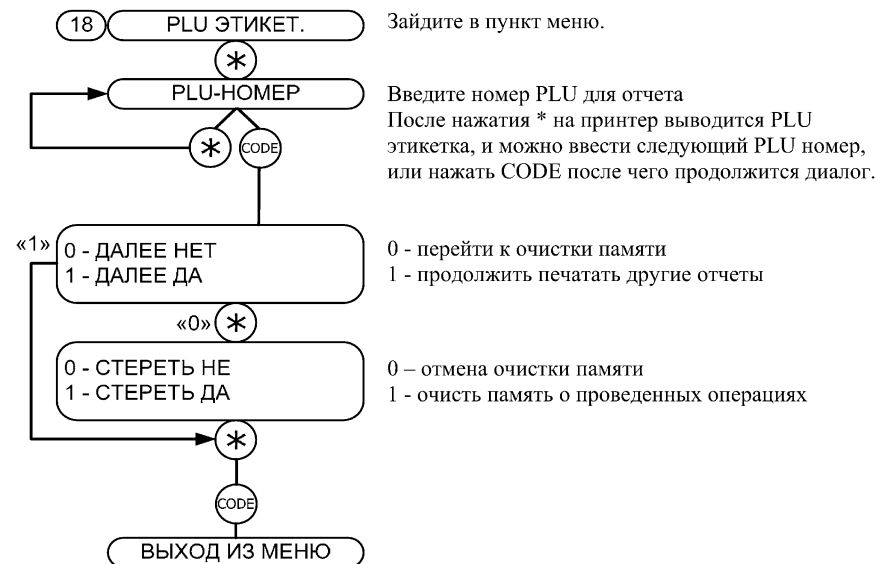 18 PLU ЭТИКЕТ. Зайдите в пункт меню.
*
PLU-НОМЕР Введите номер PLU для отчета
После нажатия * на принтер выводится PLU
* CODE этикетка, и можно ввести следующий PLU номер,
или нажать CODE после чего продолжится диалог.
«1»
0 - ДАЛЕЕ НЕТ 0 - перейти к очистки памяти
1 - ДАЛЕЕ ДА 1 - продолжить печатать другие отчеты
«0» *
0 - СТЕРЕТЬ НЕ 0 – отмена очистки памяти
1 - СТЕРЕТЬ ДА 1 - очисть память о проведенных операциях
*
CODE
ВЫХОД ИЗ МЕНЮ